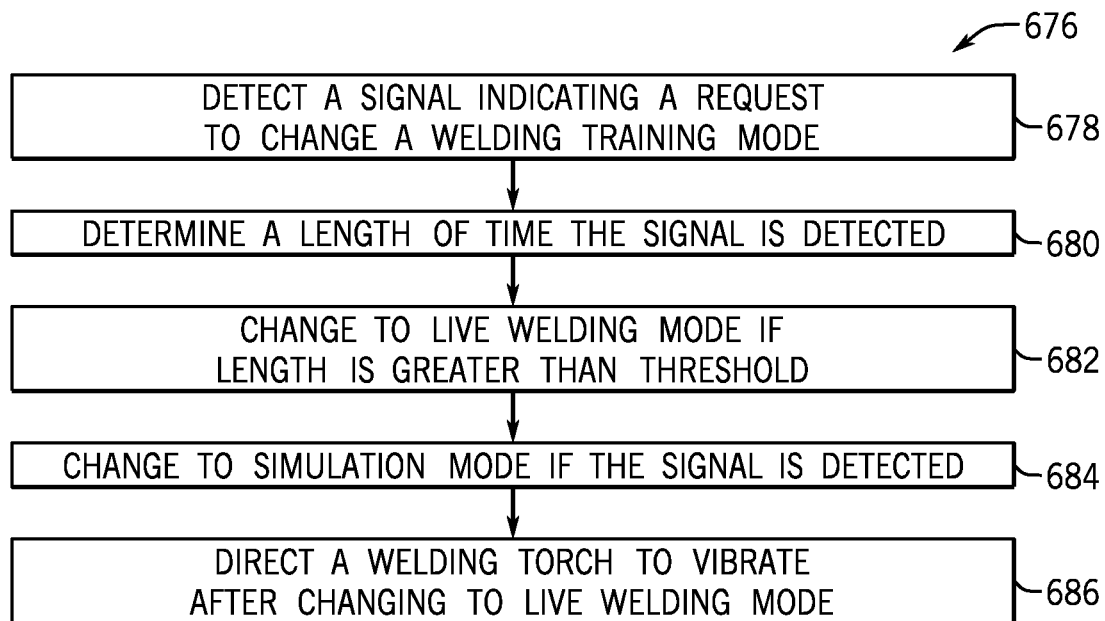 676
DETECT A SIGNAL INDICATING A REQUEST
TO CHANGE A WELDING TRAINING MODE
678
DETERMINE A LENGTH OF TIME THE SIGNAL IS DETECTED
680
CHANGE TO LIVE WELDING MODE IF
LENGTH IS GREATER THAN THRESHOLD
682
CHANGE TO SIMULATION MODE IF THE SIGNAL IS DETECTED
684
DIRECT A WELDING TORCH TO VIBRATE
AFTER CHANGING TO LIVE WELDING MODE
686